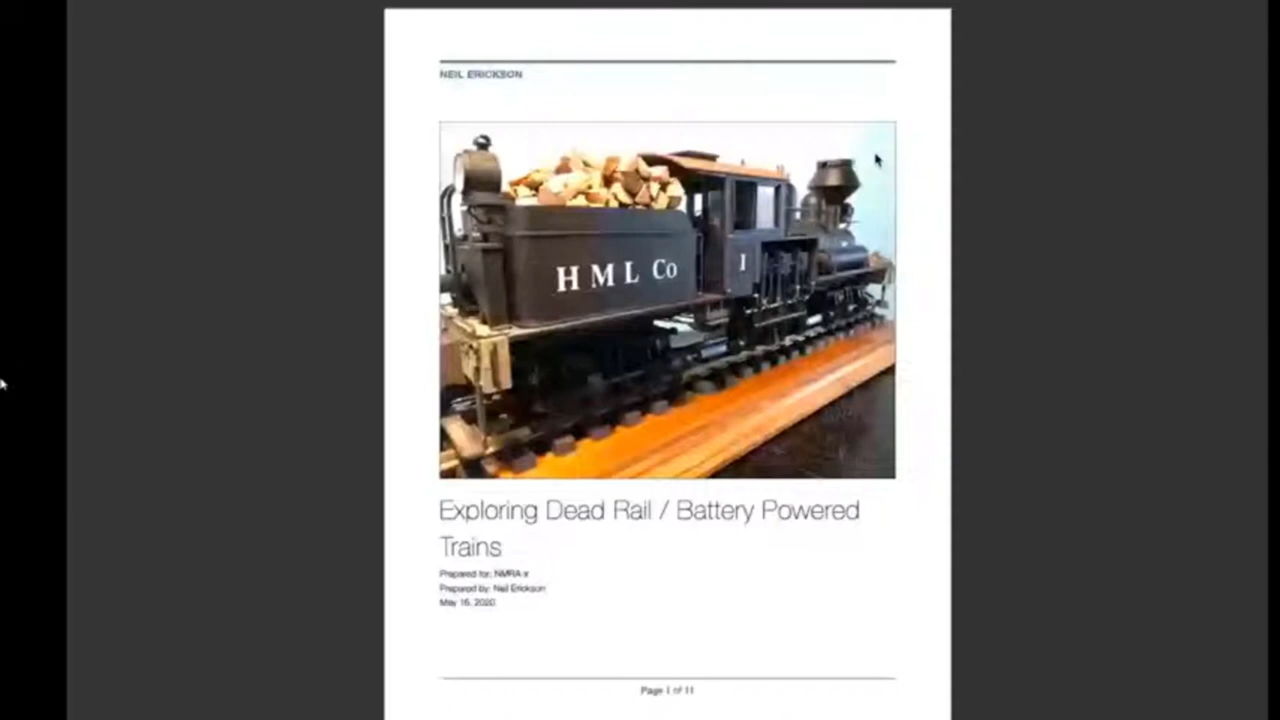 NEIL ERICKSON
H M L Co
I
Exploring Dead Rail / Battery Powered
Trains
Prepared for: NMRA-x
Prepared by: Neil Erickson
May 16, 2020
Page 1 of 11